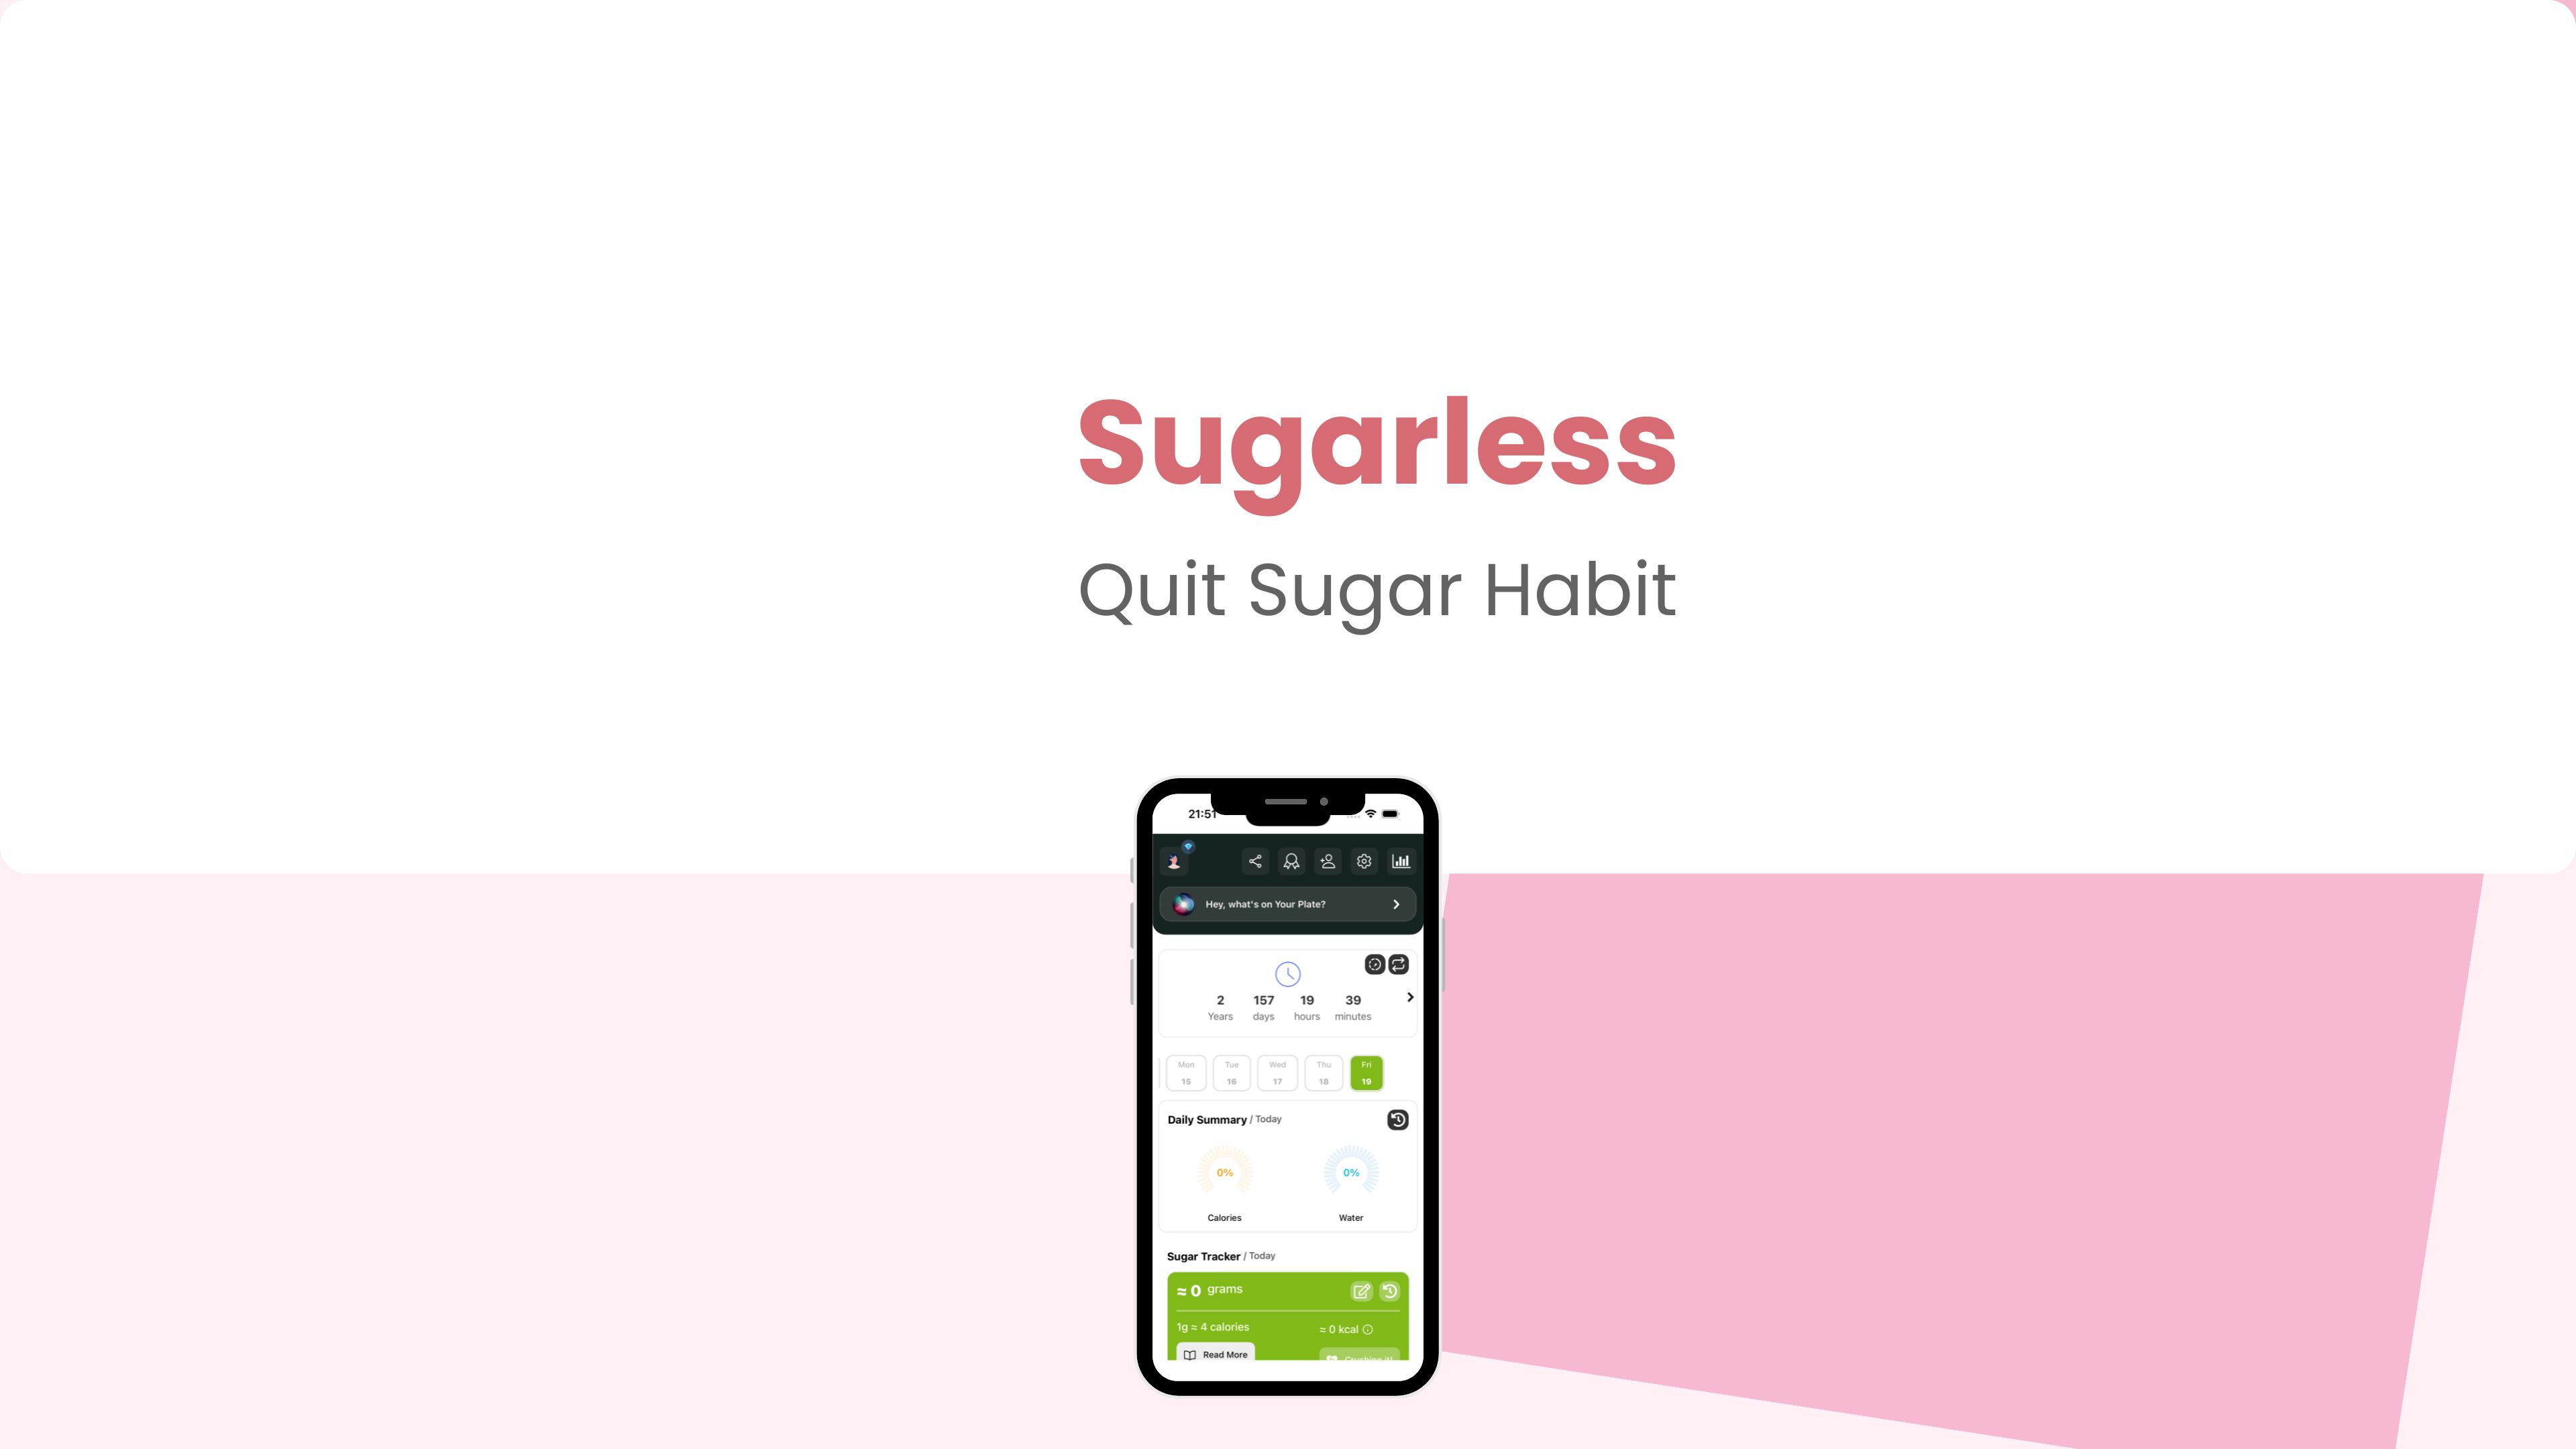 Sugarless
Quit Sugar Habit
21:51
Hey, what's on Your Plate?
2 157 19 39
Years days hours minutes
Mon Tue Wed Thu Fri
15 16 17 18 19
Daily Summary / Today
0% 0%
Calories Water
Sugar Tracker / Today
≈ 0 grams
1g ≈ 4 calories ≈ 0 kcal
Read More Crushing it!